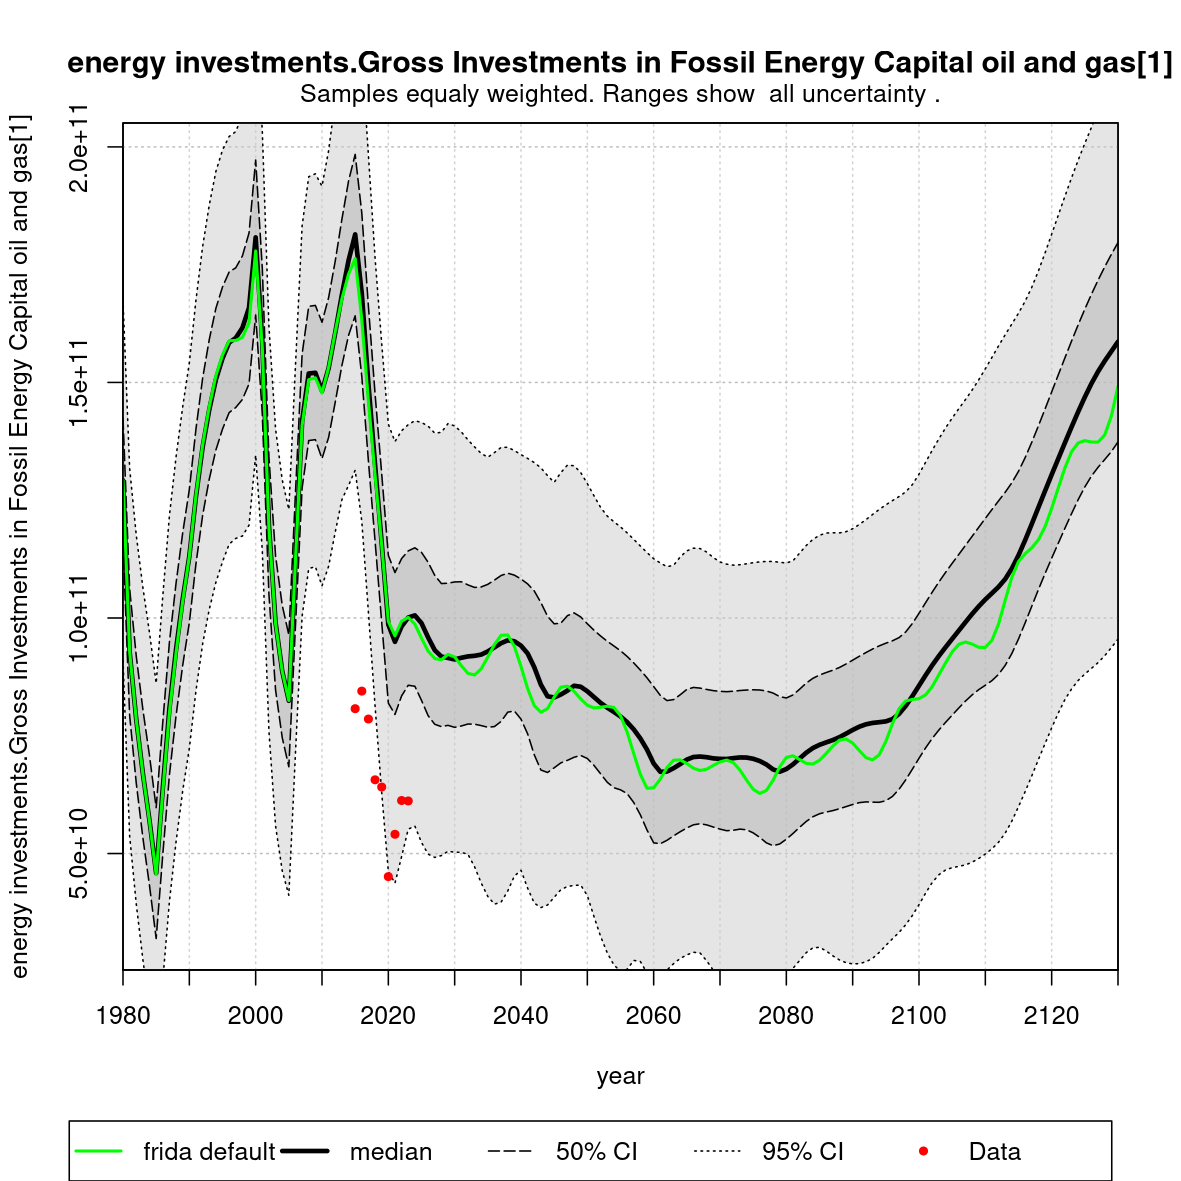 energy investments.Gross Investments in Fossil Energy Capital oil and gas[1]
Samples equaly weighted. Ranges show  all uncertainty .
energy investments.Gross Investments in Fossil Energy Capital oil and gas[1]
2.0e+11
1.5e+11
1.0e+11
5.0e+10
1980 2000 2020 2040 2060 2080 2100 2120
year
frida default median 50% CI 95% CI Data